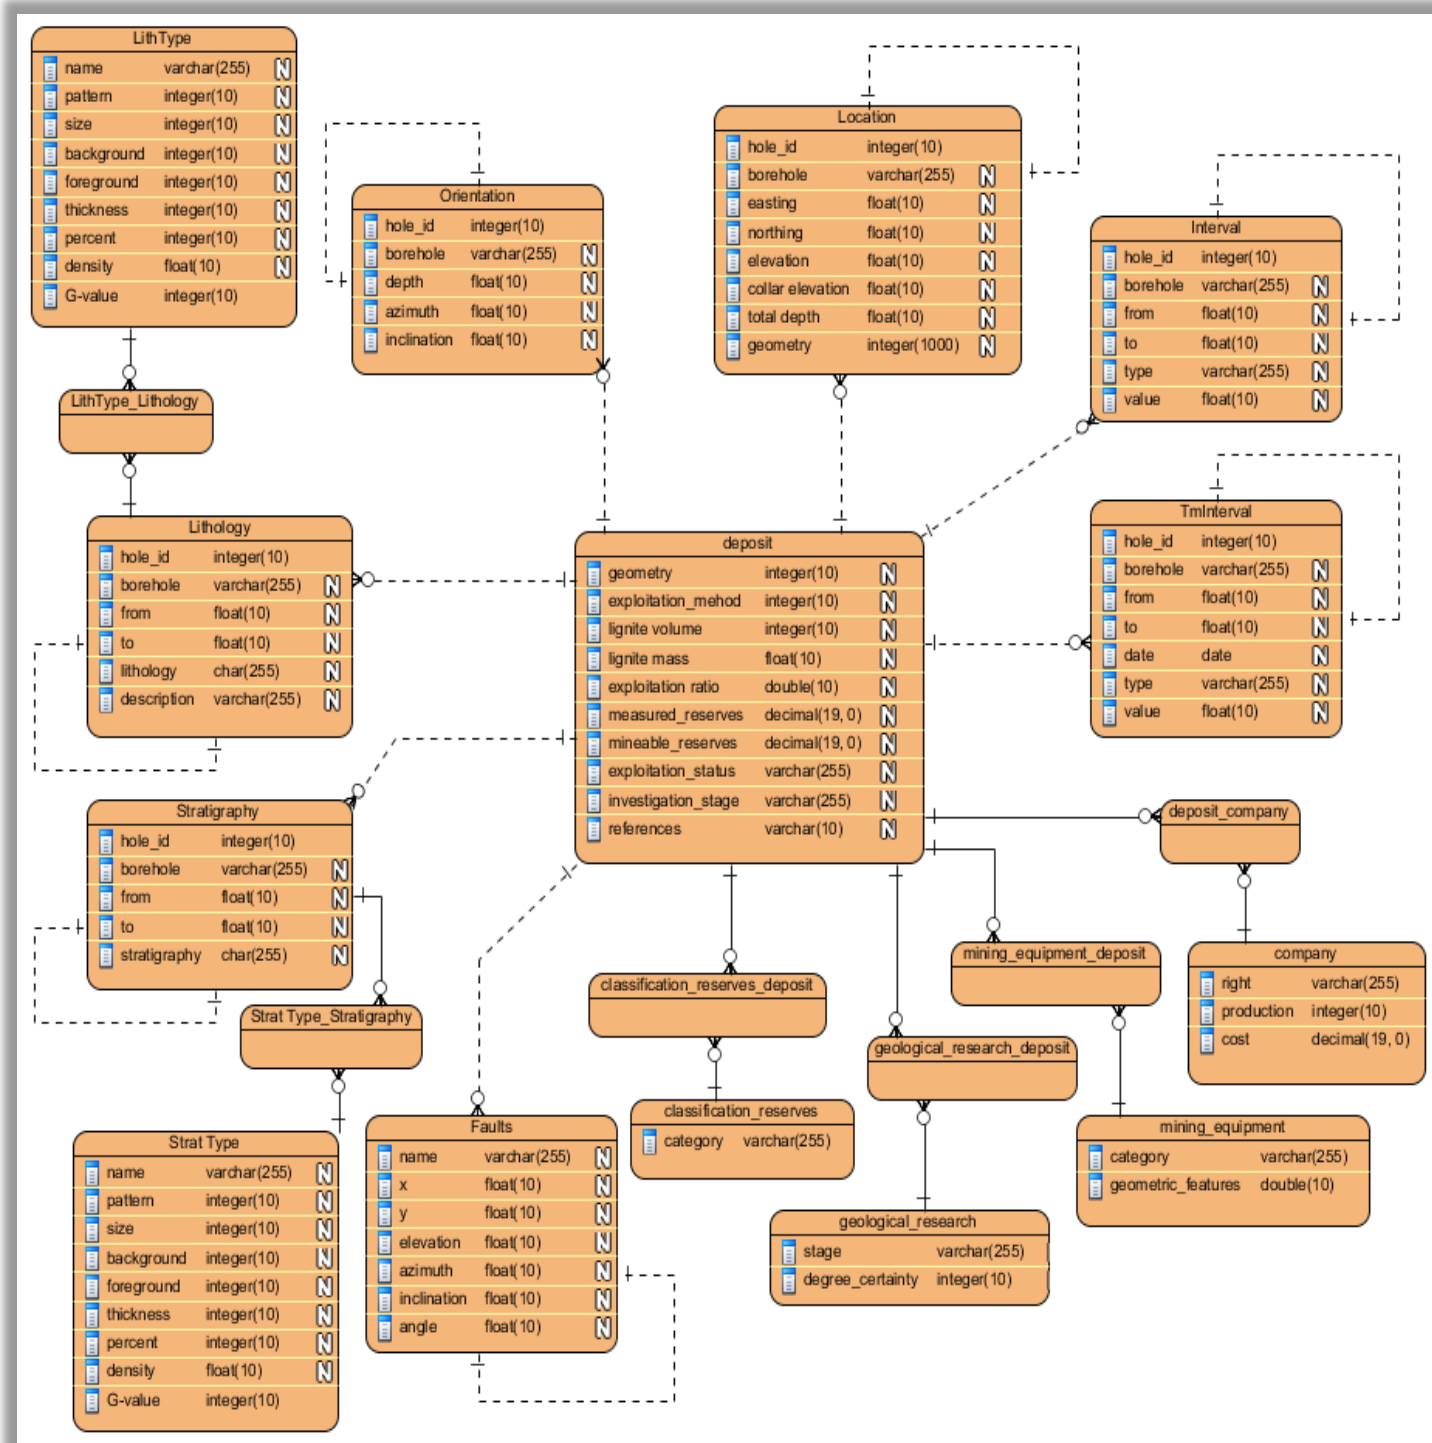 LithType
name varchar(255) N
pattern integer(10) N
size integer(10) N
background integer(10) N
foreground integer(10) N
thickness integer(10) N
percent integer(10) N
density float(10) N
G-value integer(10)
Orientation
hole_id integer(10)
borehole varchar(255) N
depth float(10) N
azimuth float(10) N
inclination float(10) N
Location
hole_id integer(10)
borehole varchar(255) N
easting float(10) N
northing float(10) N
elevation float(10) N
collar elevation float(10) N
total depth float(10) N
geometry integer(1000) N
Interval
hole_id integer(10)
borehole varchar(255) N
from float(10) N
to float(10) N
type varchar(255) N
value float(10) N
LithType_Lithology
Lithology
hole_id integer(10)
borehole varchar(255) N
from float(10) N
to float(10) N
lithology char(255) N
description varchar(255) N
deposit
geometry integer(10) N
exploitation_mehod integer(10) N
lignite volume integer(10) N
lignite mass float(10) N
exploitation ratio double(10) N
measured_reserves decimal(19, 0) N
mineable_reserves decimal(19, 0) N
exploitation_status varchar(255) N
investigation_stage varchar(255) N
references varchar(10) N
TmInterval
hole_id integer(10)
borehole varchar(255) N
from float(10) N
to float(10) N
date date N
type varchar(255) N
value float(10) N
Stratigraphy
hole_id integer(10)
borehole varchar(255) N
from float(10) N
to float(10) N
stratigraphy char(255) N
deposit_company
company
right varchar(255)
production integer(10)
cost decimal(19, 0)
mining_equipment_deposit
classification_reserves_deposit
Strat Type_Stratigraphy
geological_research_deposit
classification_reserves
category varchar(255)
mining_equipment
category varchar(255)
geometric_features double(10)
Strat Type
name varchar(255) N
pattern integer(10) N
size integer(10) N
background integer(10) N
foreground integer(10) N
thickness integer(10) N
percent integer(10) N
density float(10) N
G-value integer(10)
Faults
name varchar(255) N
x float(10) N
y float(10) N
elevation float(10) N
azimuth float(10) N
inclination float(10) N
angle float(10) N
geological_research
stage varchar(255)
degree_certainty integer(10)